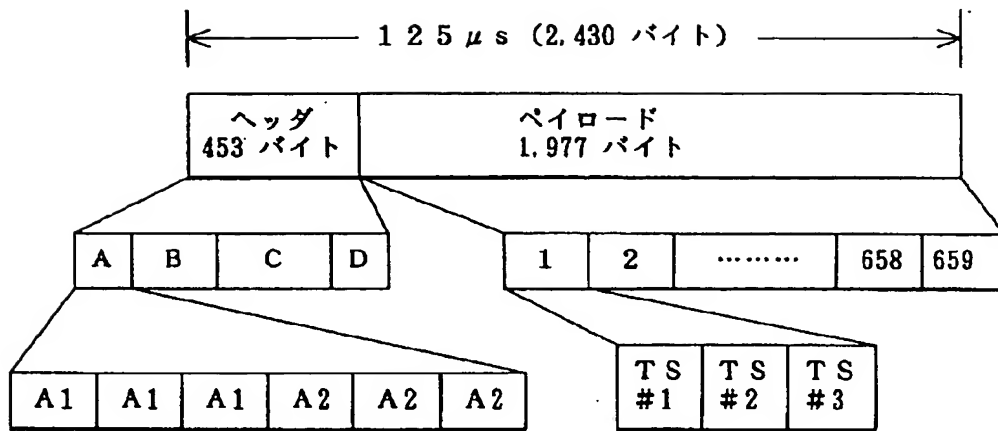 125μs (2,430 バイト)
ヘッダ
453 バイト
ペイロード
1,977 バイト
A B C D
1 2 ……… 658 659
A1 A1 A1 A2 A2 A2
TS #1
TS #2
TS #3